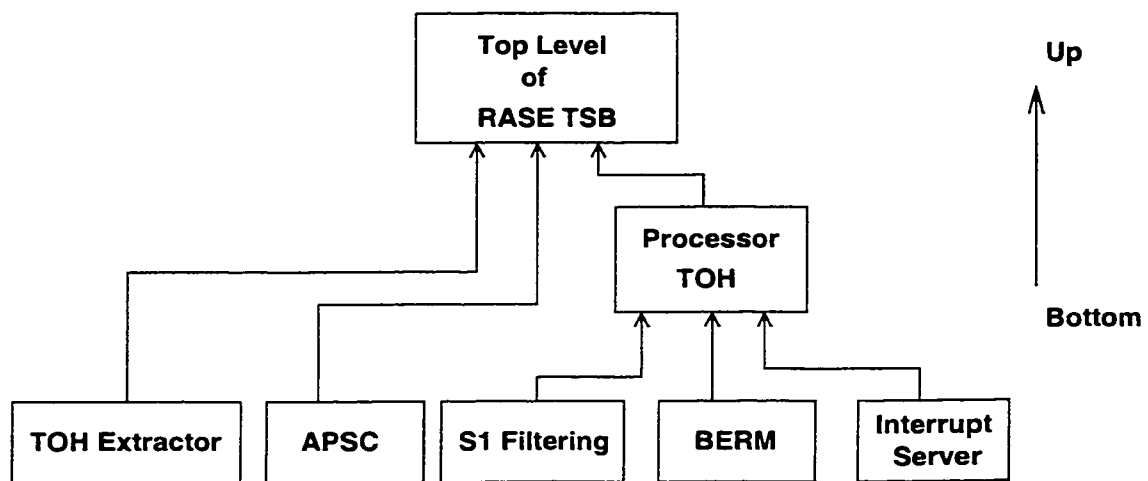 Top Level
of
RASE TSB
Up
Processor
TOH
Bottom
TOH Extractor
APSC
S1 Filtering
BERM
Interrupt
Server